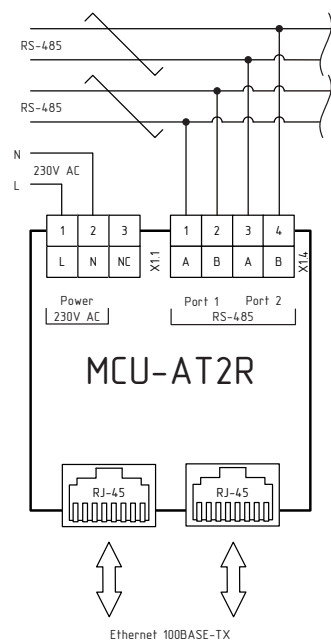 RS-485
RS-485
N
230V AC
L
1 2 3
1 2 3 4
L N NC
X1.1
A B A B
X1.4
Power
230V AC
Port 1 Port 2
RS-485
MCU-AT2R
RJ-45 RJ-45
Ethernet 100BASE-TX